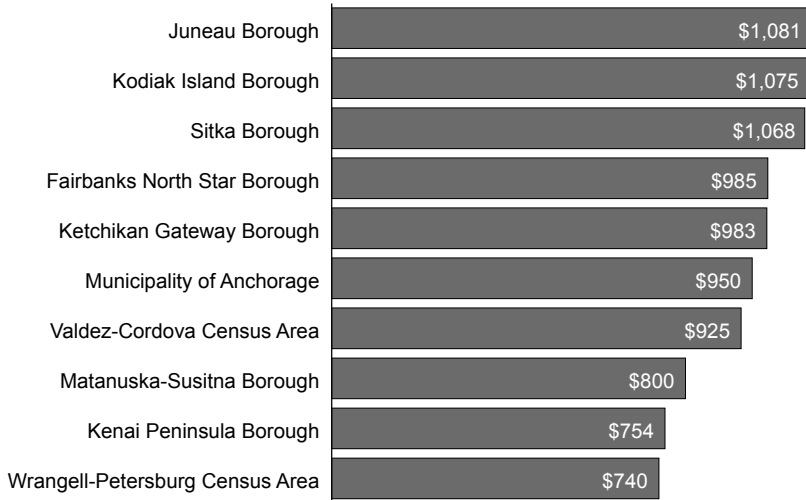 Juneau Borough $1,081
Kodiak Island Borough $1,075
Sitka Borough $1,068
Fairbanks North Star Borough $985
Ketchikan Gateway Borough $983
Municipality of Anchorage $950
Valdez-Cordova Census Area $925
Matanuska-Susitna Borough $800
Kenai Peninsula Borough $754
Wrangell-Petersburg Census Area $740